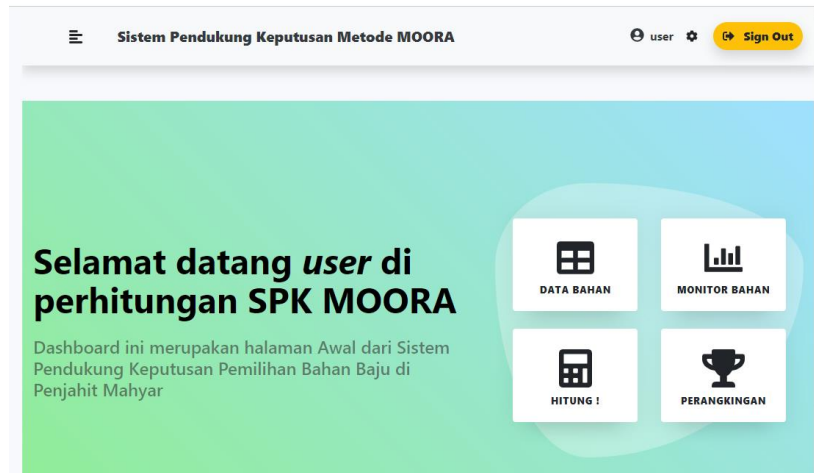 Sistem Pendukung Keputusan Metode MOORA
user
Sign Out
Selamat datang user di
perhitungan SPK MOORA
Dashboard ini merupakan halaman Awal dari Sistem
Pendukung Keputusan Pemilihan Bahan Baju di
Penjahit Mahyar
DATA BAHAN
MONITOR BAHAN
HITUNG !
PERANGKINGAN